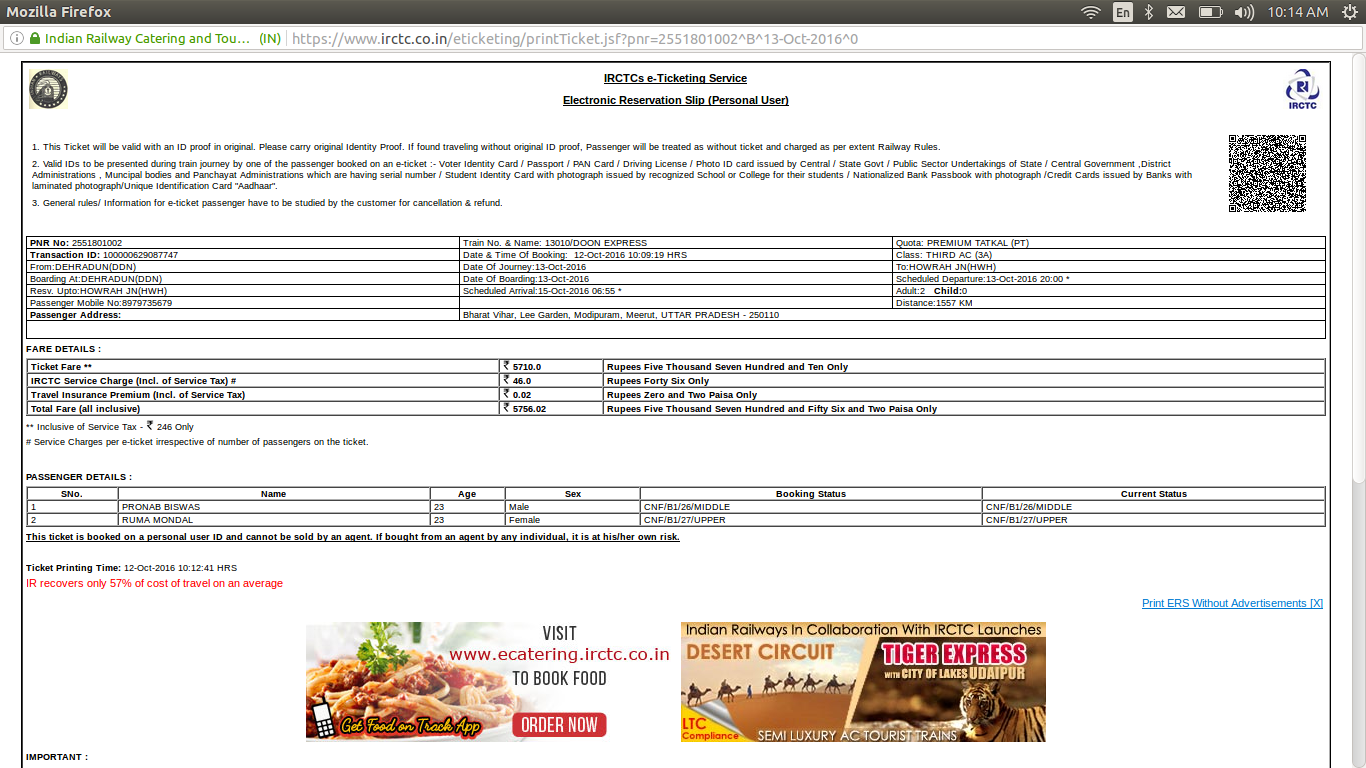 Mozilla Firefox
En
10:14 AM
Indian Railway Catering and Tou... (IN) https://www.irctc.co.in/eticketing/printTicket.jsf?pnr=2551801002^B^13-Oct-2016^0
IRCTCs e-Ticketing Service
Electronic Reservation Slip (Personal User)
IRCTC
1. This Ticket will be valid with an ID proof in original. Please carry original Identity Proof. If found traveling without original ID proof, Passenger will be treated as without ticket and charged as per extent Railway Rules.
2. Valid IDs to be presented during train journey by one of the passenger booked on an e-ticket :- Voter Identity Card / Passport / PAN Card / Driving License / Photo ID card issued by Central / State Govt / Public Sector Undertakings of State / Central Government ,District
Administrations , Muncipal bodies and Panchayat Administrations which are having serial number / Student Identity Card with photograph issued by recognized School or College for their students / Nationalized Bank Passbook with photograph /Credit Cards issued by Banks with
laminated photograph/Unique Identification Card "Aadhaar".
3. General rules/ Information for e-ticket passenger have to be studied by the customer for cancellation & refund.
PNR No: 2551801002 Train No. & Name: 13010/DOON EXPRESS Quota: PREMIUM TATKAL (PT)
Transaction ID: 100000629087747 Date & Time Of Booking: 12-Oct-2016 10:09:19 HRS Class: THIRD AC (3A)
From:DEHRADUN(DDN) Date Of Journey:13-Oct-2016 To:HOWRAH JN(HWH)
Boarding At:DEHRADUN(DDN) Date Of Boarding:13-Oct-2016 Scheduled Departure:13-Oct-2016 20:00 *
Resv. Upto:HOWRAH JN(HWH) Scheduled Arrival:15-Oct-2016 06:55 * Adult:2 Child:0
Passenger Mobile No:8979735679 Distance:1557 KM
Passenger Address: Bharat Vihar, Lee Garden, Modipuram, Meerut, UTTAR PRADESH - 250110
FARE DETAILS :
Ticket Fare ** ₹ 5710.0 Rupees Five Thousand Seven Hundred and Ten Only
IRCTC Service Charge (Incl. of Service Tax) # ₹ 46.0 Rupees Forty Six Only
Travel Insurance Premium (Incl. of Service Tax) ₹ 0.02 Rupees Zero and Two Paisa Only
Total Fare (all inclusive) ₹ 5756.02 Rupees Five Thousand Seven Hundred and Fifty Six and Two Paisa Only
** Inclusive of Service Tax - ₹ 246 Only
# Service Charges per e-ticket irrespective of number of passengers on the ticket.
PASSENGER DETAILS :
SNo. Name Age Sex Booking Status Current Status
1 PRONAB BISWAS 23 Male CNF/B1/26/MIDDLE CNF/B1/26/MIDDLE
2 RUMA MONDAL 23 Female CNF/B1/27/UPPER CNF/B1/27/UPPER
This ticket is booked on a personal user ID and cannot be sold by an agent. If bought from an agent by any individual, it is at his/her own risk.
Ticket Printing Time: 12-Oct-2016 10:12:41 HRS
IR recovers only 57% of cost of travel on an average
Print ERS Without Advertisements [X]
VISIT
www.ecatering.irctc.co.in
TO BOOK FOOD
Get Food on Track App
ORDER NOW
Indian Railways In Collaboration With IRCTC Launches
DESERT CIRCUIT
TIGER EXPRESS
WITH CITY OF LAKES UDAIPUR
LTC
Compliance
SEMI LUXURY AC TOURIST TRAINS
IMPORTANT :